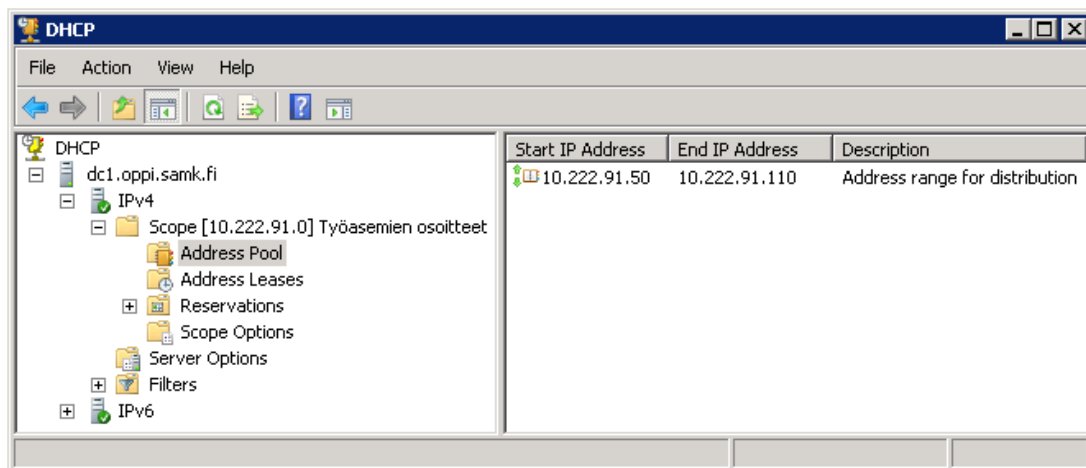 DHCP
File Action View Help
DHCP
dc1.oppi.samk.fi
IPv4
Scope [10.222.91.0] Työasemien osoitteet
Address Pool
Address Leases
Reservations
Scope Options
Server Options
Filters
IPv6
Start IP Address End IP Address Description
10.222.91.50 10.222.91.110 Address range for distribution